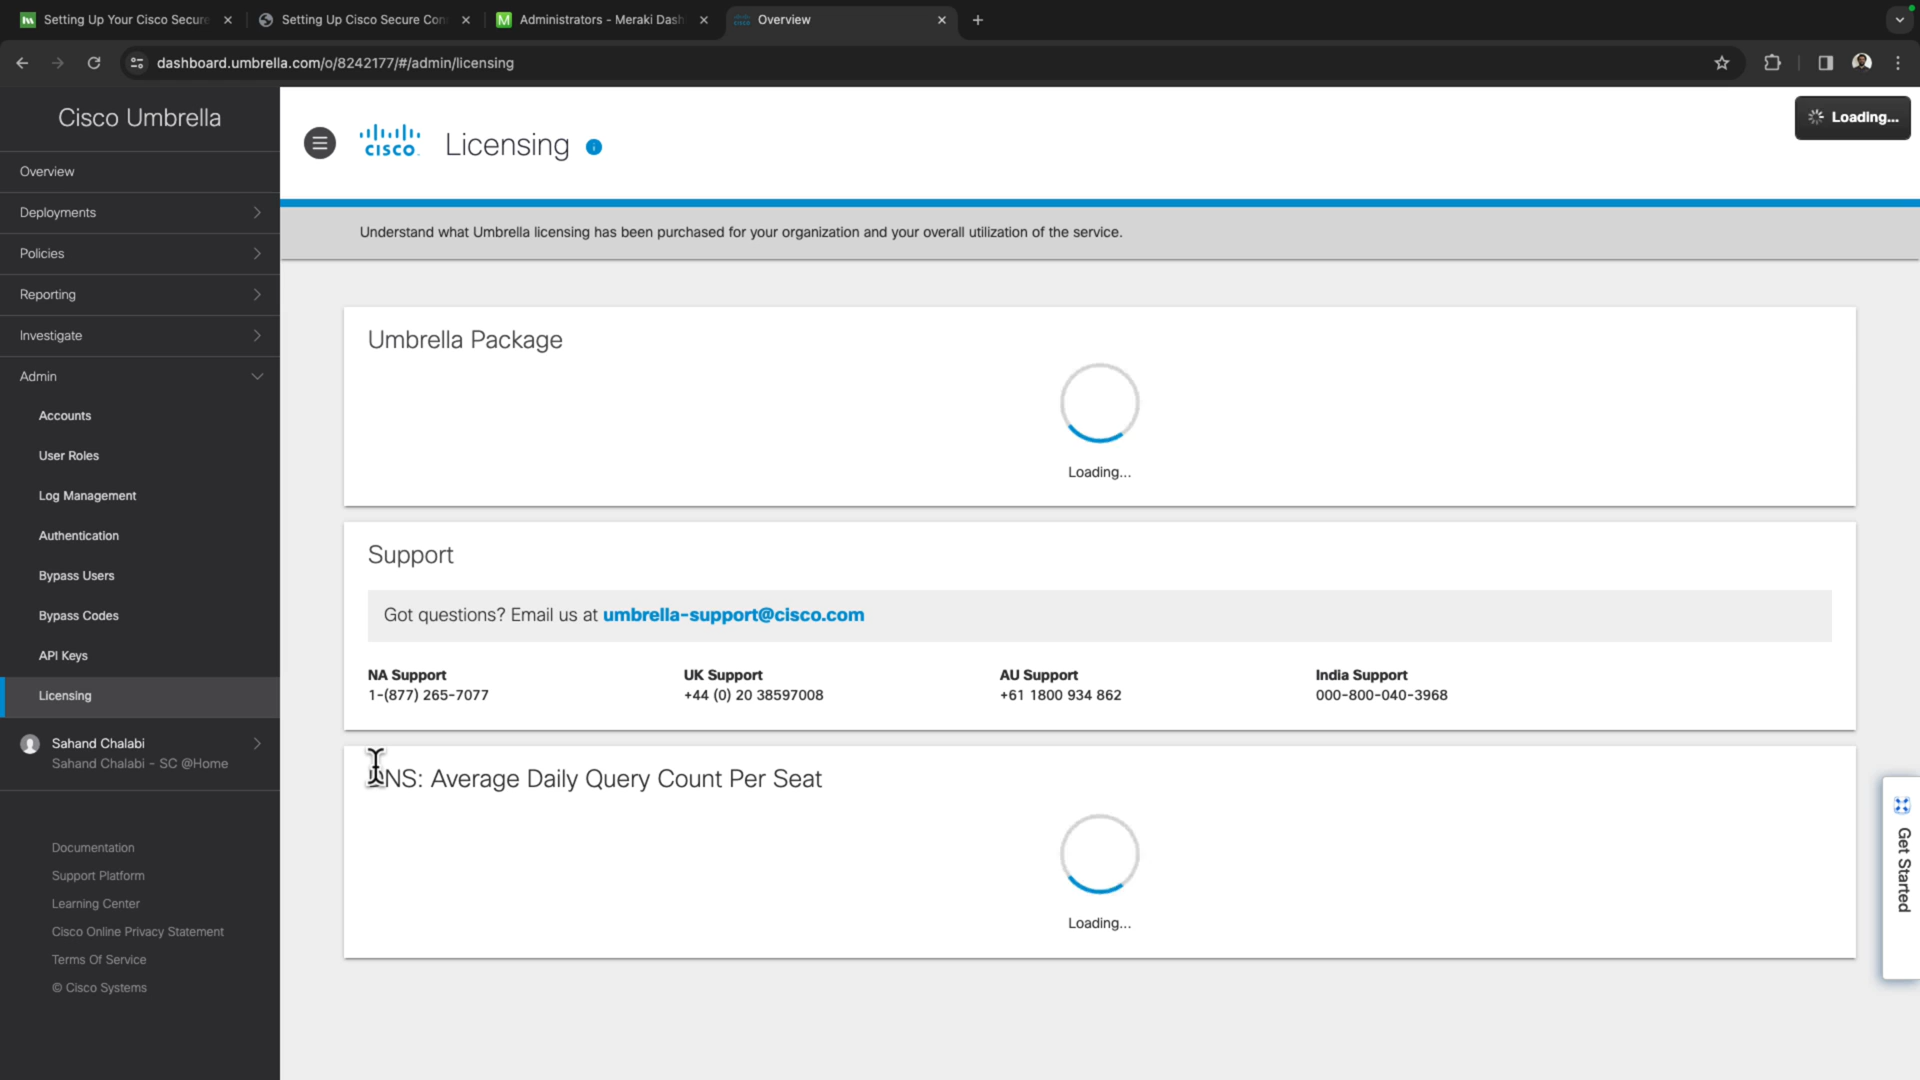 Setting Up Your Cisco Secure
Setting Up Cisco Secure Con
Administrators - Meraki Dash
Overview
dashboard.umbrella.com/o/8242177/#/admin/licensing
Cisco Umbrella
Overview
Deployments
Policies
Reporting
Investigate
Admin
Accounts
User Roles
Log Management
Authentication
Bypass Users
Bypass Codes
API Keys
Licensing
Sahand Chalabi
Sahand Chalabi - SC @Home
Documentation
Support Platform
Learning Center
Cisco Online Privacy Statement
Terms Of Service
© Cisco Systems
cisco
Licensing
Loading...
Understand what Umbrella licensing has been purchased for your organization and your overall utilization of the service.
Umbrella Package
Loading...
Support
Got questions? Email us at umbrella-support@cisco.com
NA Support
1-(877) 265-7077
UK Support
+44 (0) 20 38597008
AU Support
+61 1800 934 862
India Support
000-800-040-3968
DNS: Average Daily Query Count Per Seat
Loading...
Get Started